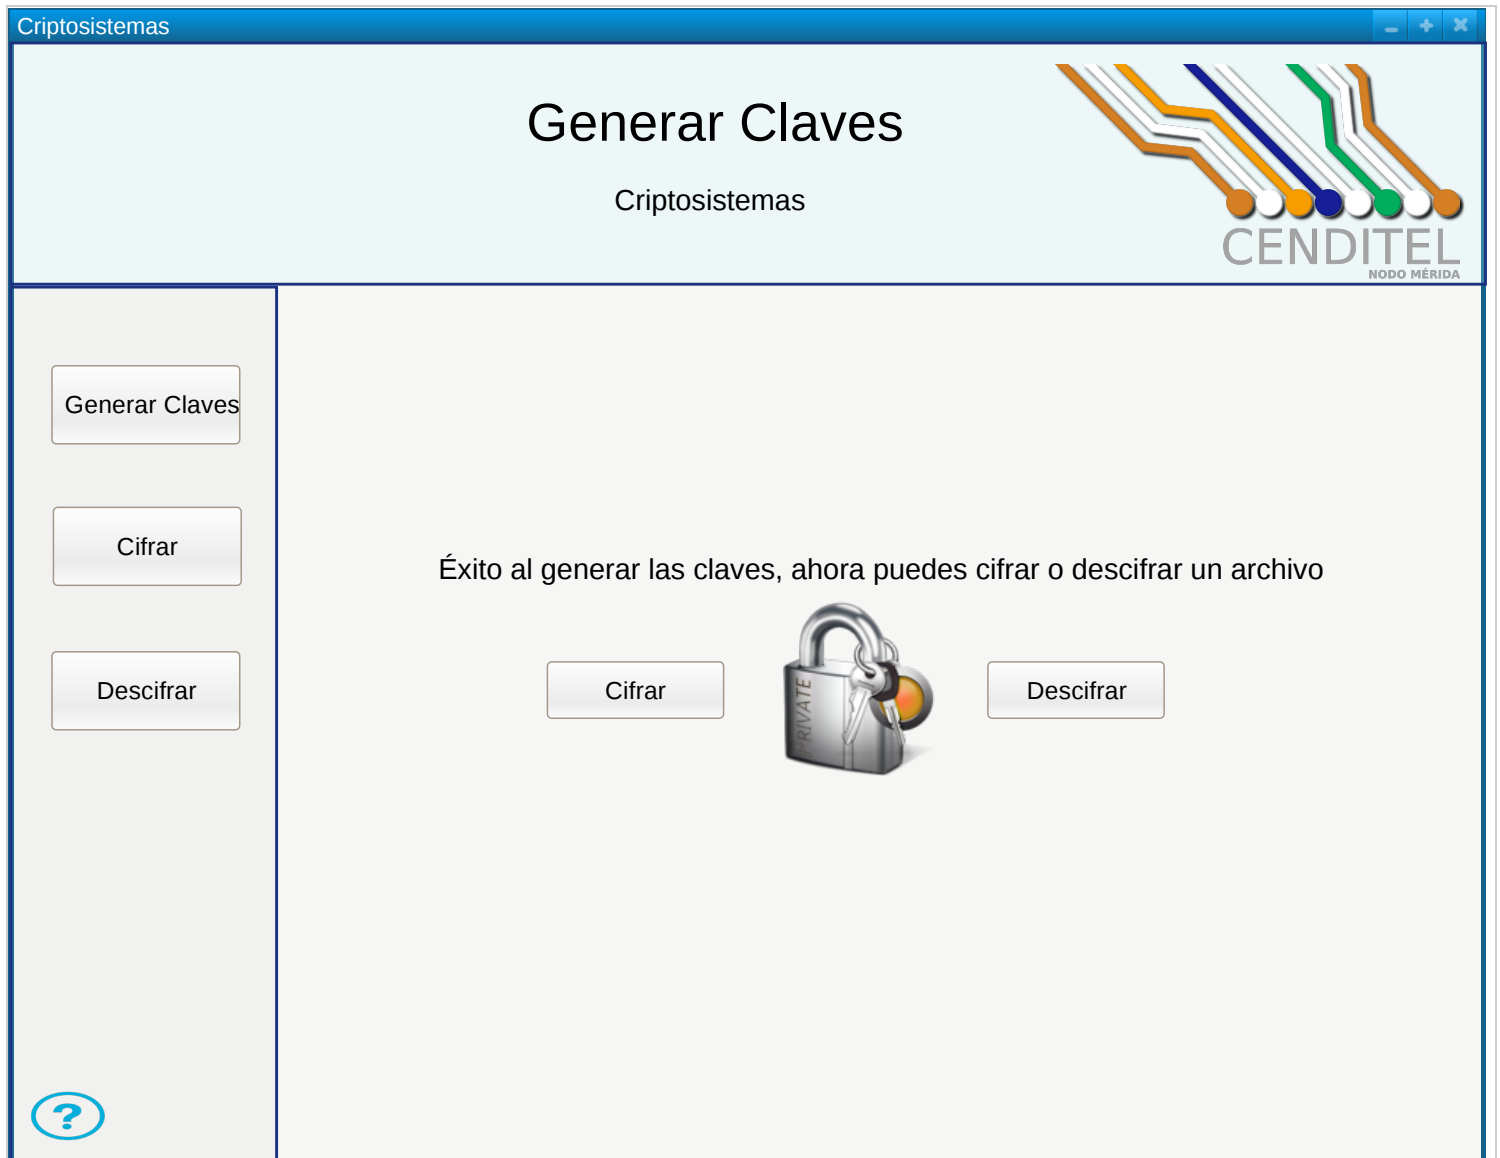 Criptosistemas
Generar Claves
Criptosistemas
CENDITEL
NODO MÉRIDA
Generar Claves
Cifrar
Descifrar
Éxito al generar las claves, ahora puedes cifrar o descifrar un archivo
Cifrar
PRIVATE
Descifrar
?